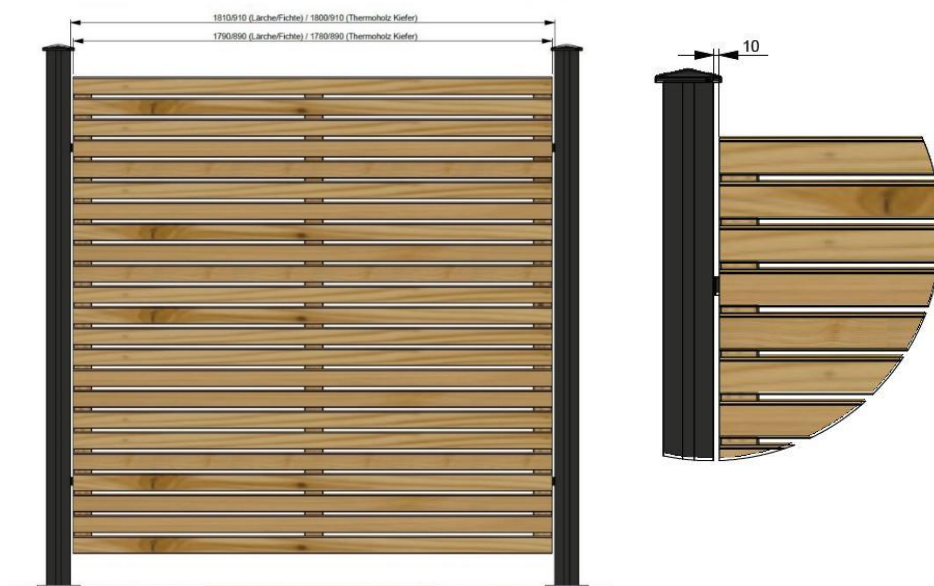 1810/910 (Lärche/Fichte) / 1800/910 (Thermoholz Kiefer)
1790/890 (Lärche/Fichte) / 1780/890 (Thermoholz Kiefer)
10